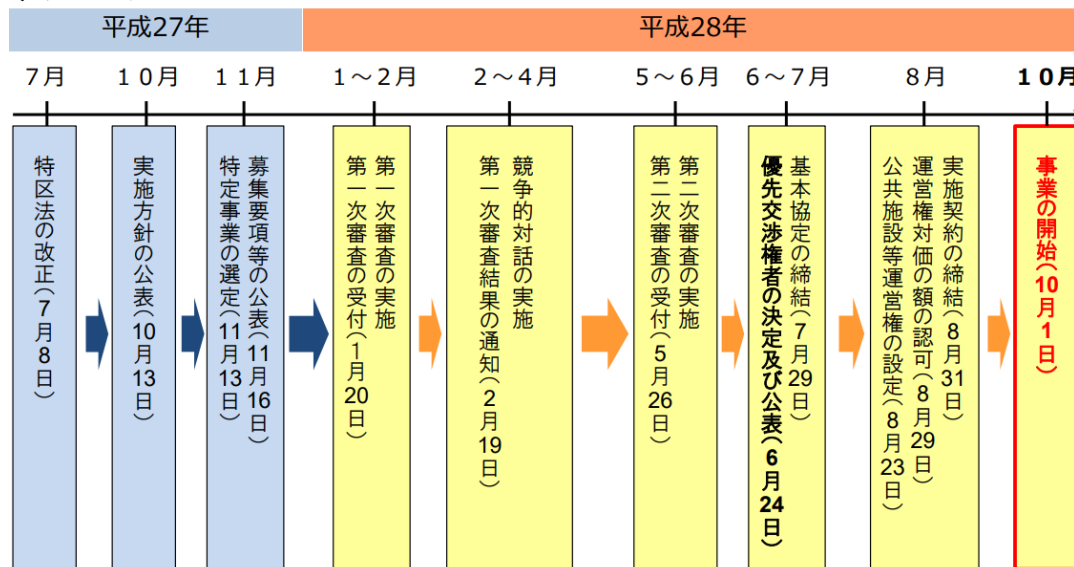 平成27年
平成28年
7月
１０月
１１月
１～２月
２～４月
５～６月
６～７月
８月
１０月
特区法の改正（７月８日）
実施方針の公表（10月13日）
募集要項等の公表（11月16日）
特定事業の選定（11月13日）
第一次審査の実施
第一次審査の受付（１月20日）
競争的対話の実施
第一次審査結果の通知（２月19日）
第二次審査の実施
第二次審査の受付（５月26日）
基本協定の締結（７月29日）
優先交渉権者の決定及び公表（６月24日）
実施契約の締結（８月31日）
運営権対価の額の認可（８月29日）
公共施設等運営権の設定（８月23日）
事業の開始（10月１日）